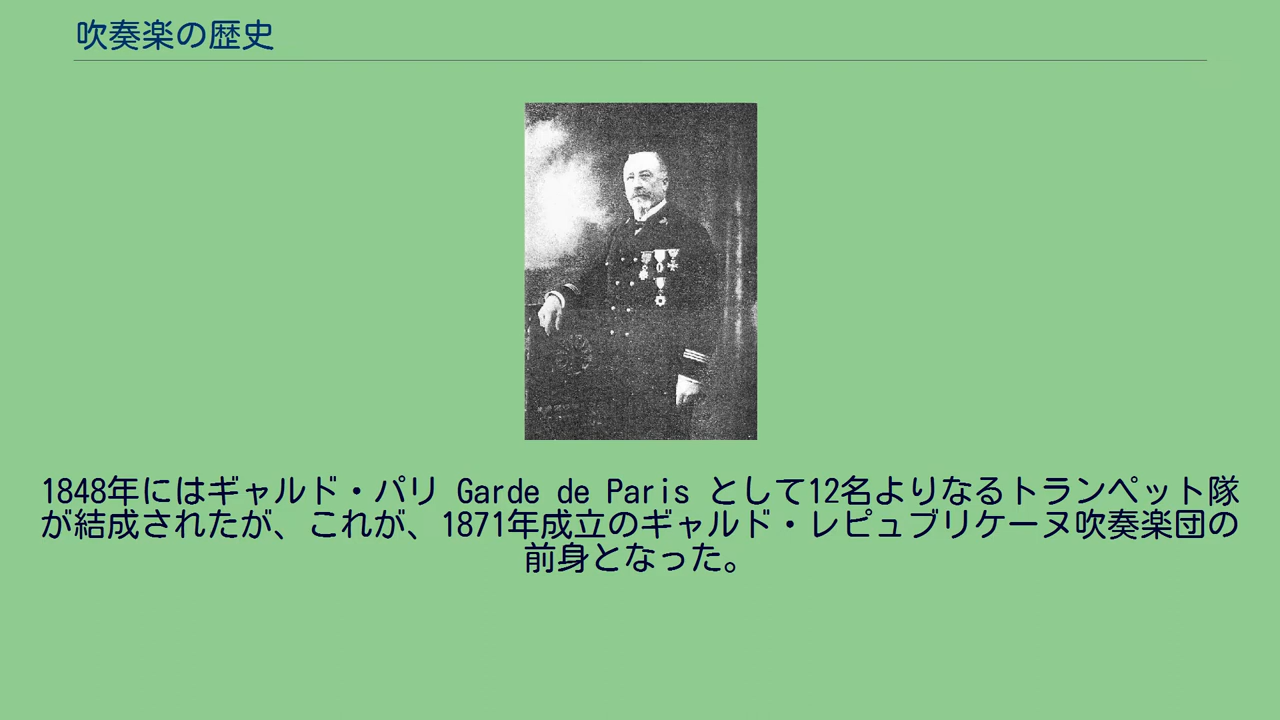 吹奏楽の歴史
1848年にはギャルド・パリ Garde de Paris として12名よりなるトランペット隊
が結成されたが、これが、1871年成立のギャルド・レピュブリケーヌ吹奏楽団の
前身となった。